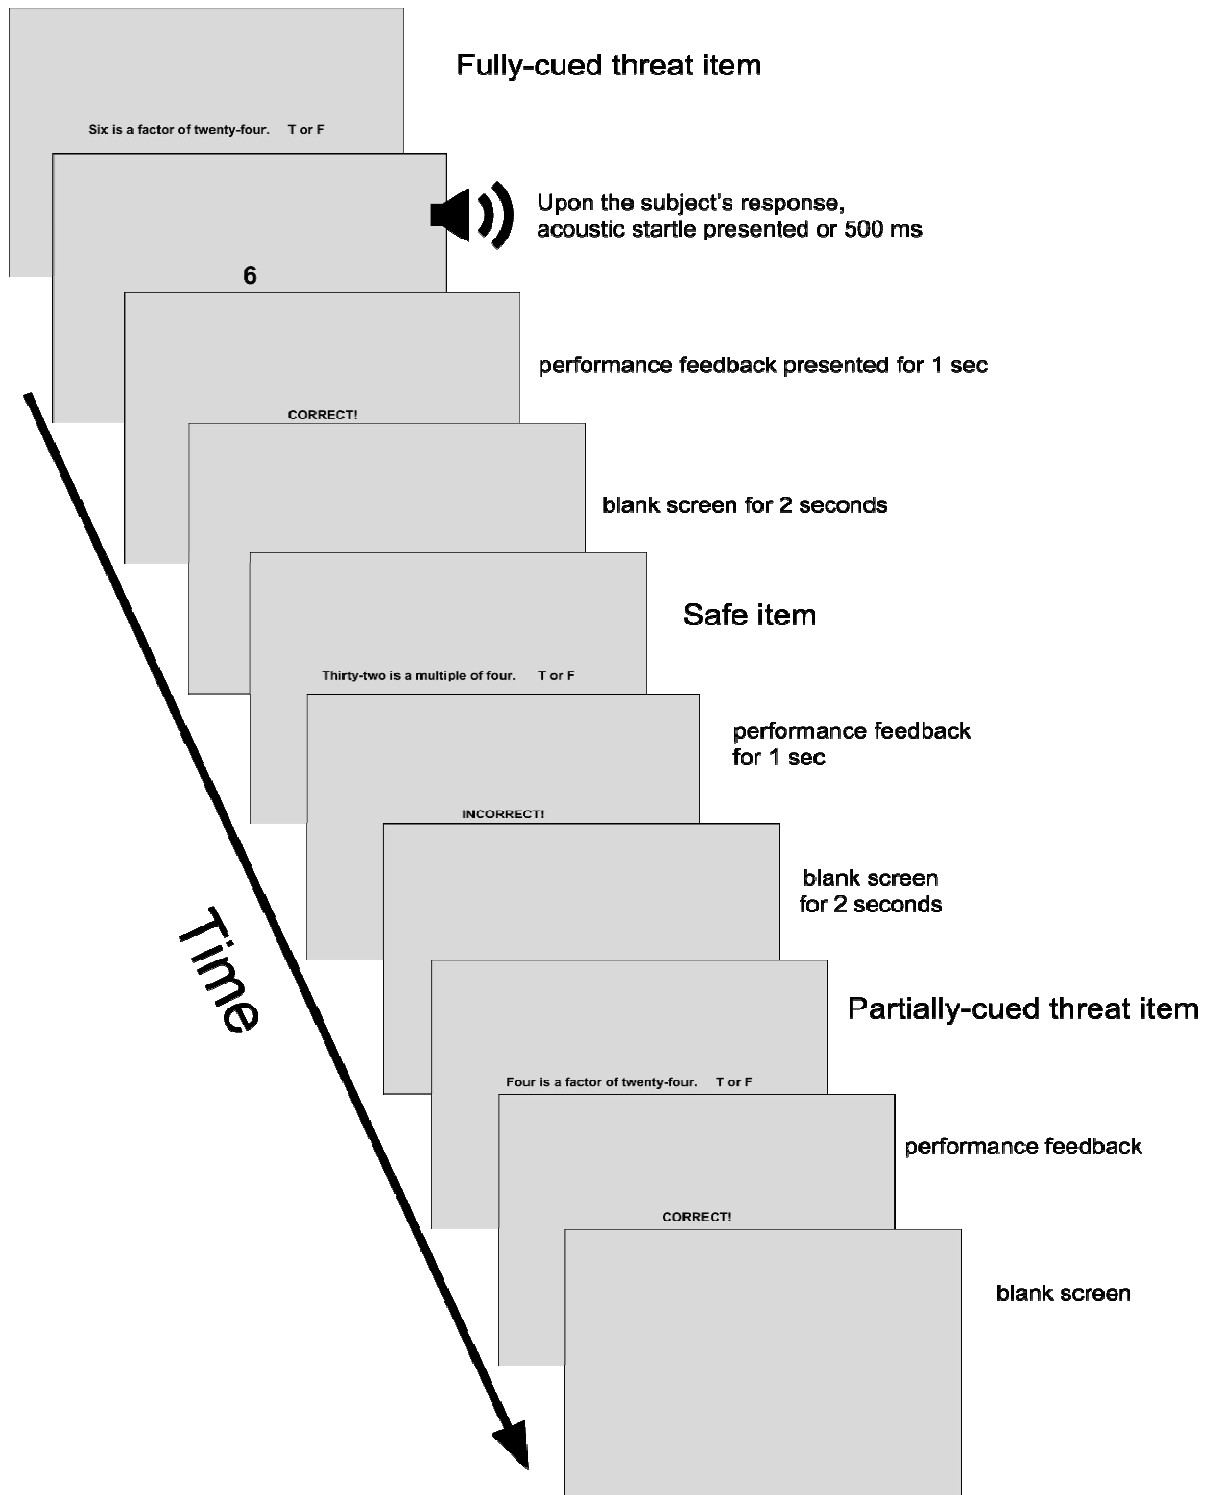 Fully-cued threat item
Six is a factor of twenty-four. T or F
Upon the subject's response,
acoustic startle presented or 500 ms
6
performance feedback presented for 1 sec
CORRECT!
blank screen for 2 seconds
Safe item
Thirty-two is a multiple of four. T or F
performance feedback
for 1 sec
INCORRECT!
blank screen
for 2 seconds
Time
Partially-cued threat item
Four is a factor of twenty-four. T or F
performance feedback
CORRECT!
blank screen